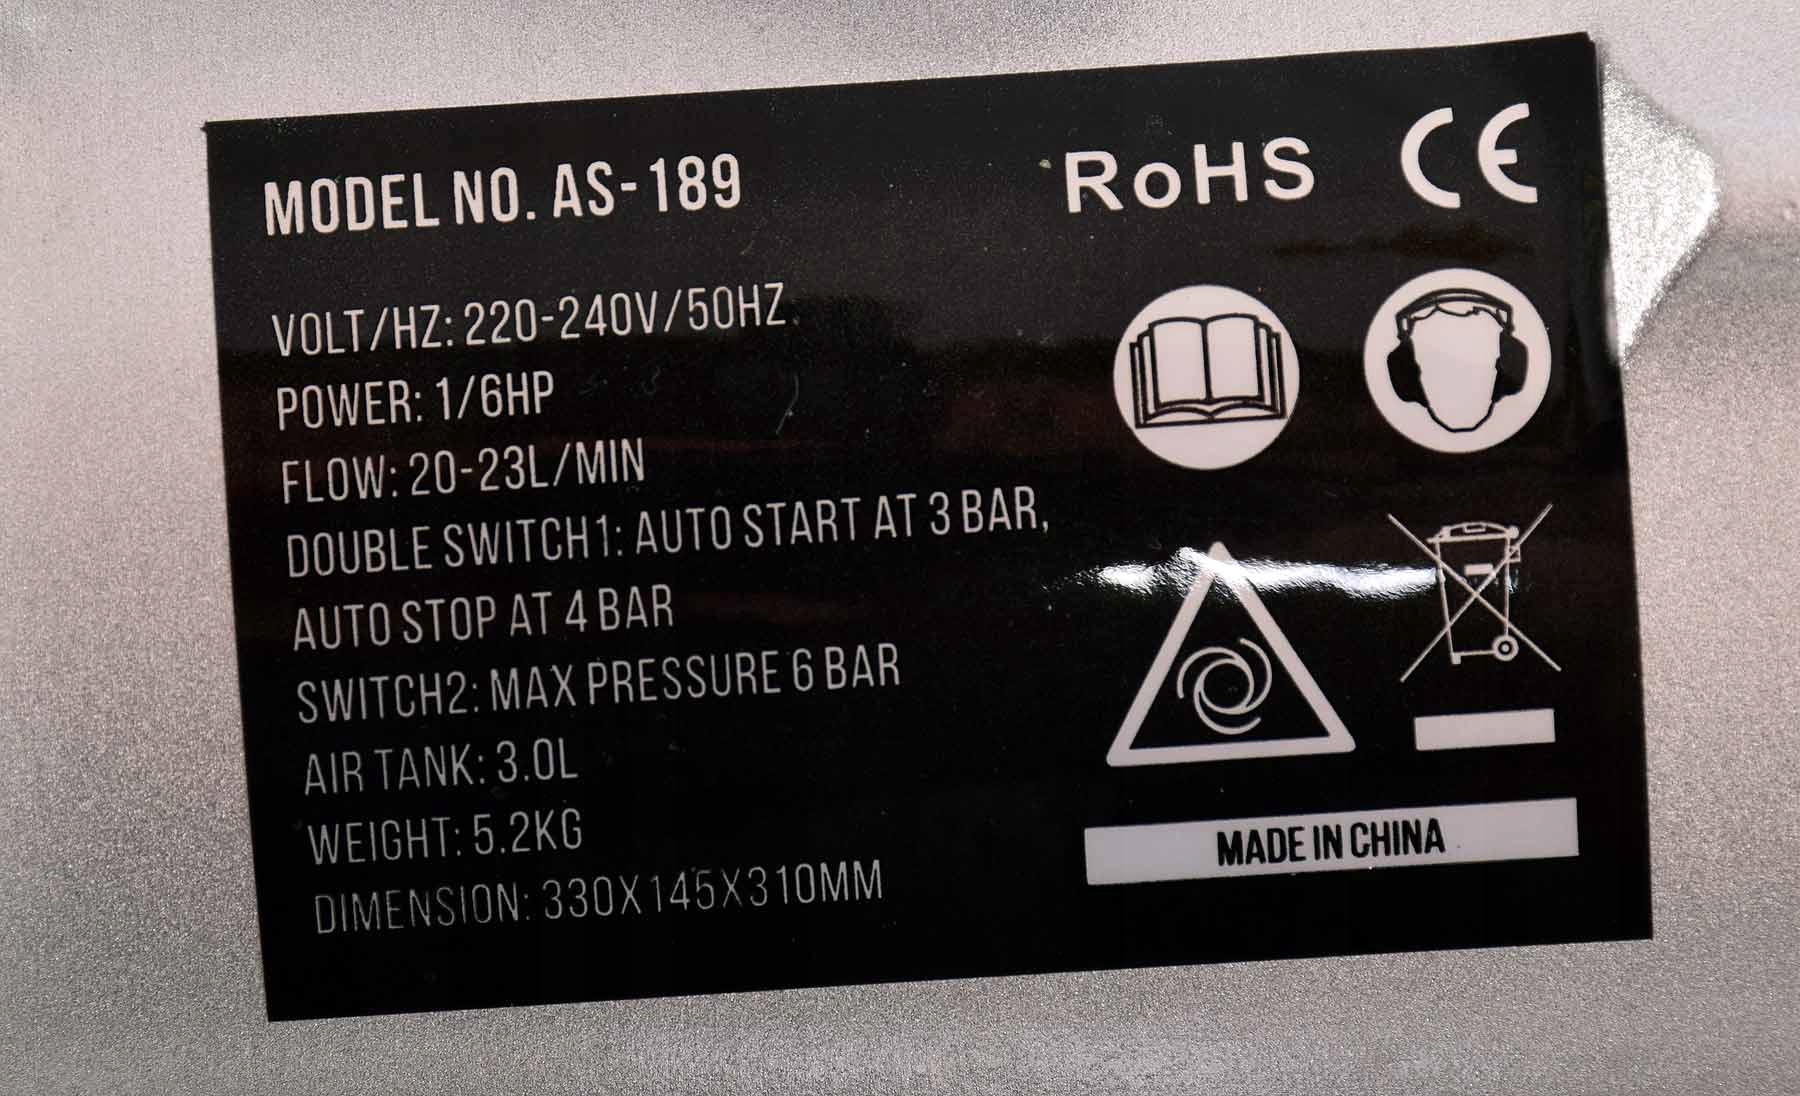 MODEL NO. AS-189
RoHS CE
VOLT/HZ: 220-240V/50HZ
POWER: 1/6HP
FLOW: 20-23L/MIN
DOUBLE SWITCH1: AUTO START AT 3 BAR,
AUTO STOP AT 4 BAR
SWITCH2: MAX PRESSURE 6 BAR
AIR TANK: 3.0L
WEIGHT: 5.2KG
DIMENSION: 330X145X310MM
MADE IN CHINA